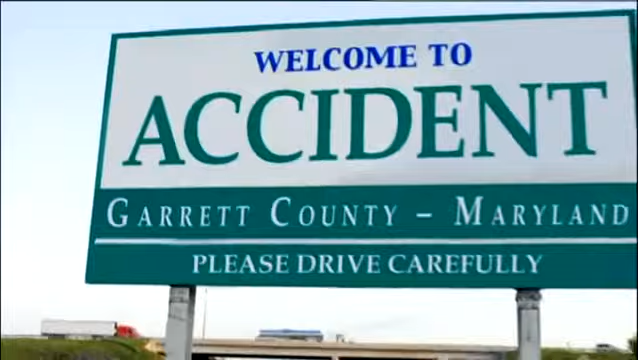 WELCOME TO
ACCIDENT
GARRETT COUNTY – MARYLAND
PLEASE DRIVE CAREFULLY